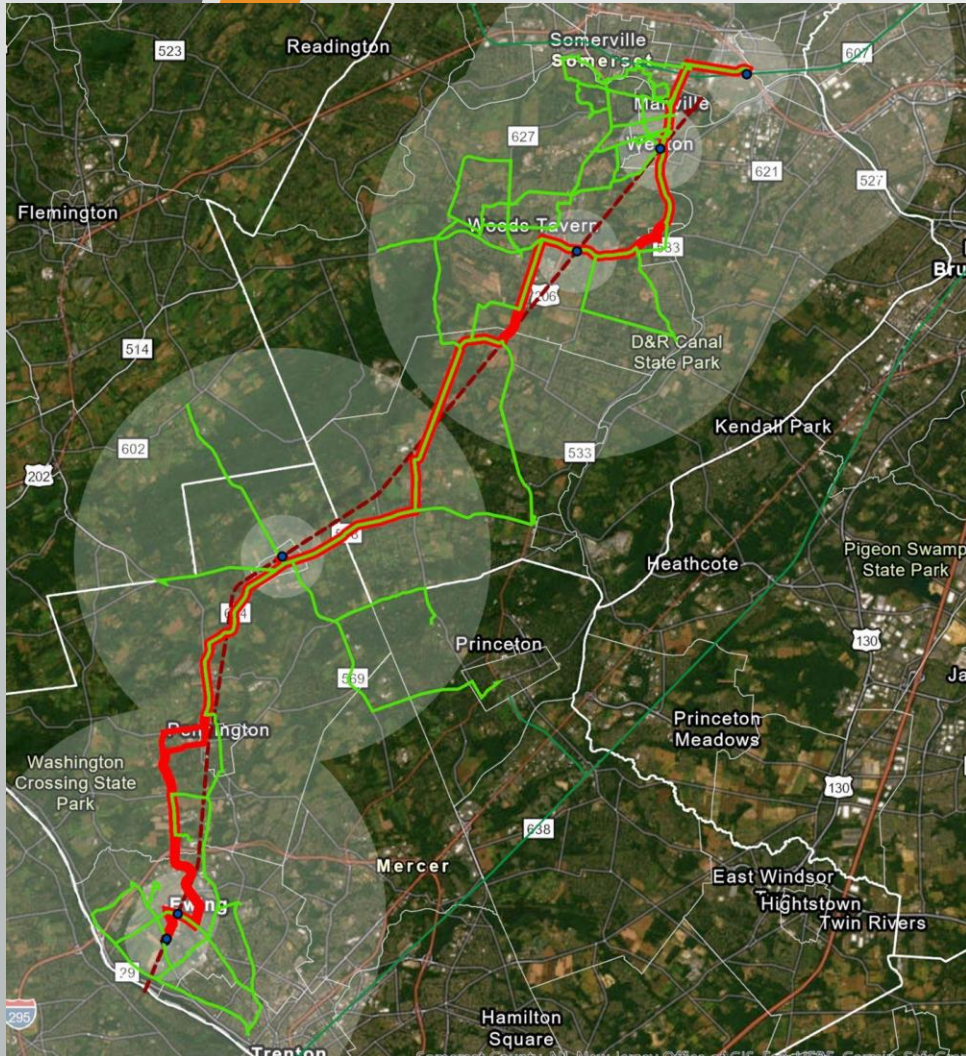 523
Readington
Somerville
Somerset
607
Manville
627
Weston
621
527
Flemington
Woods Tavern
533
206
514
D&R Canal
State Park
Kendall Park
602
533
202
Heathcote
Pigeon Swamp
State Park
Princeton
130
569
Pennington
Princeton
Meadows
Washington
Crossing State
Park
130
638
Mercer
East Windsor
Hightstown
Twin Rivers
Ewing
29
295
Hamilton
Square
Trenton